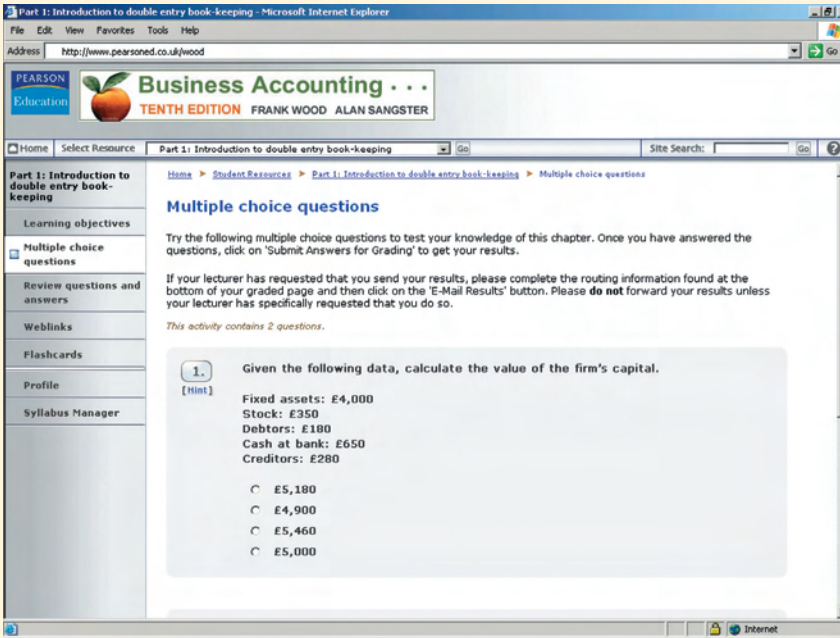 Part 1: Introduction to double entry book-keeping - Microsoft Internet Explorer
File Edit View Favorites Tools Help
Address http://www.pearsoned.co.uk/wood Go
PEARSON
Education
Business Accounting . . .
TENTH EDITION FRANK WOOD ALAN SANGSTER
Home Select Resource Part 1: Introduction to double entry book-keeping Go Site Search: Go ?
Part 1: Introduction to
double entry book-
keeping
Learning objectives
Multiple choice
questions
Review questions and
answers
Weblinks
Flashcards
Profile
Syllabus Manager
Home Student Resources Part 1: Introduction to double entry book-keeping Multiple choice questions
Multiple choice questions
Try the following multiple choice questions to test your knowledge of this chapter. Once you have answered the
questions, click on 'Submit Answers for Grading' to get your results.
If your lecturer has requested that you send your results, please complete the routing information found at the
bottom of your graded page and then click on the 'E-Mail Results' button. Please do not forward your results unless
your lecturer has specifically requested that you do so.
This activity contains 2 questions.
1. Given the following data, calculate the value of the firm's capital.
[Hint]
Fixed assets: £4,000
Stock: £350
Debtors: £180
Cash at bank: £650
Creditors: £280
£5,180
£4,900
£5,460
£5,000
Internet